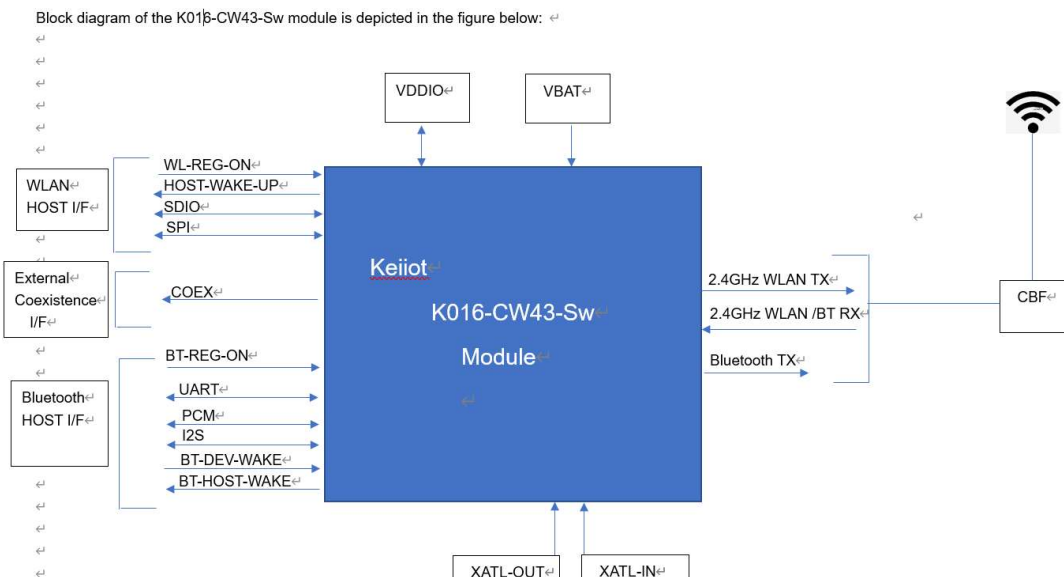 Block diagram of the K016-CW43-Sw module is depicted in the figure below:
VDDIO
VBAT
WLAN
HOST I/F
WL-REG-ON
HOST-WAKE-UP
SDIO
SPI
External
Coexistence
I/F
COEX
Bluetooth
HOST I/F
BT-REG-ON
UART
PCM
I2S
BT-DEV-WAKE
BT-HOST-WAKE
Keiiot
K016-CW43-Sw
Module
2.4GHz WLAN TX
2.4GHz WLAN /BT RX
Bluetooth TX
CBF
XATL-OUT
XATL-IN